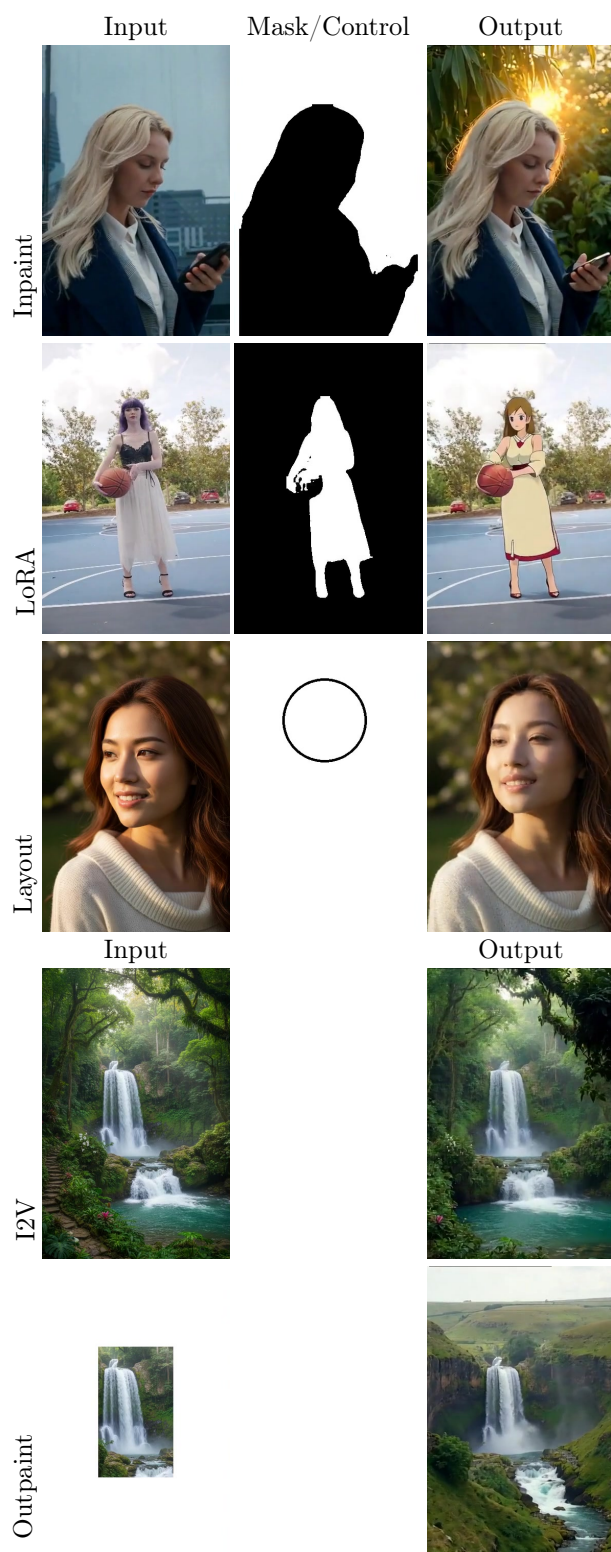 Input Mask/Control Output
Inpaint
LoRA
Layout
Input Output
I2V
Outpaint